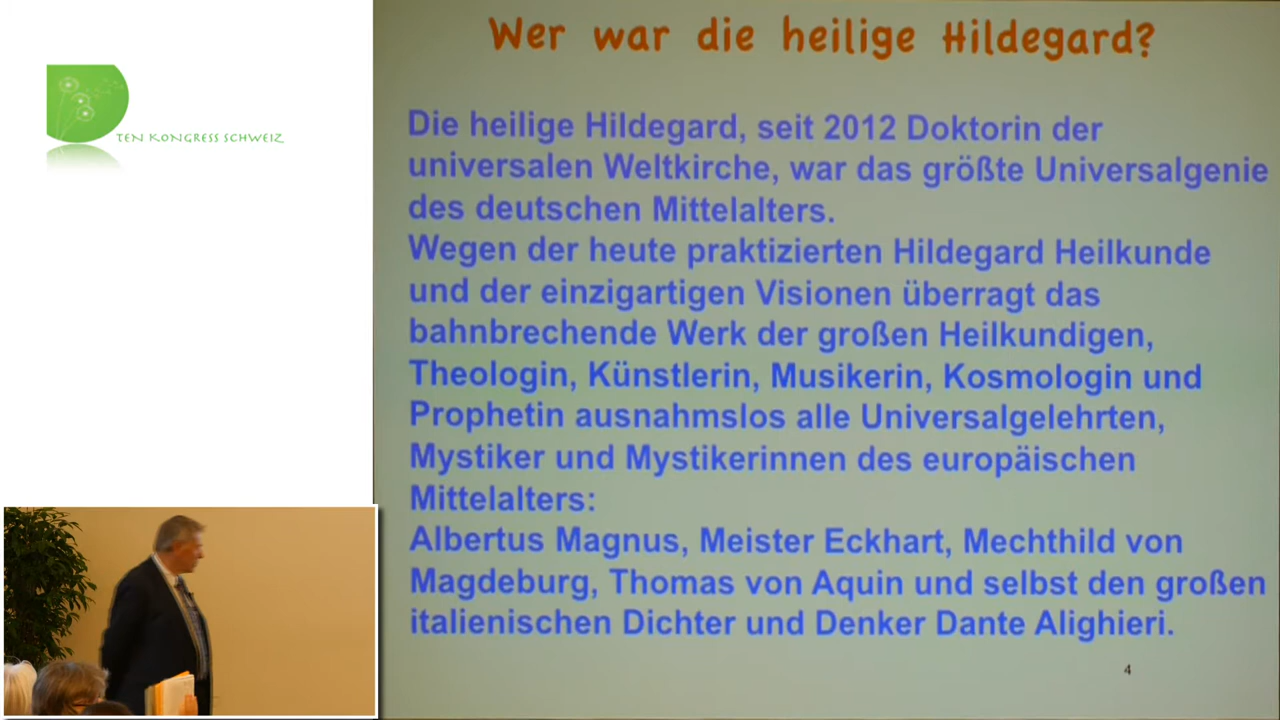 Wer war die heilige Hildegard?
TEN KONGRESS SCHWEIZ
Die heilige Hildegard, seit 2012 Doktorin der
universalen Weltkirche, war das größte Universalgenie
des deutschen Mittelalters.
Wegen der heute praktizierten Hildegard Heilkunde
und der einzigartigen Visionen überragt das
bahnbrechende Werk der großen Heilkundigen,
Theologin, Künstlerin, Musikerin, Kosmologin und
Prophetin ausnahmslos alle Universalgelehrten,
Mystiker und Mystikerinnen des europäischen
Mittelalters:
Albertus Magnus, Meister Eckhart, Mechthild von
Magdeburg, Thomas von Aquin und selbst den großen
italienischen Dichter und Denker Dante Alighieri.
4